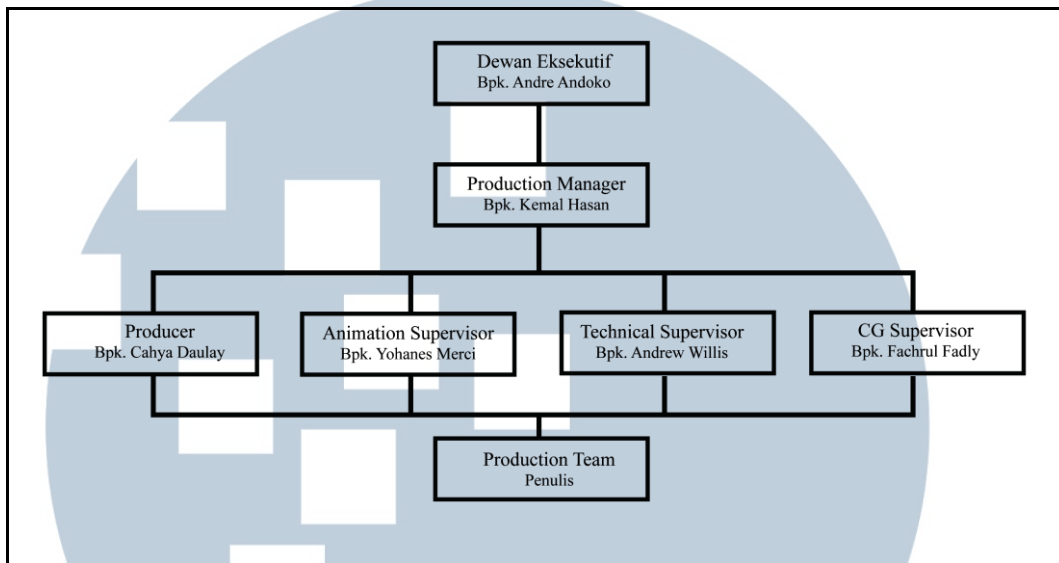 Dewan Eksekutif
Bpk. Andre Andoko
Production Manager
Bpk. Kemal Hasan
Producer
Bpk. Cahya Daulay
Animation Supervisor
Bpk. Yohanes Merci
Technical Supervisor
Bpk. Andrew Willis
CG Supervisor
Bpk. Fachrul Fadly
Production Team
Penulis